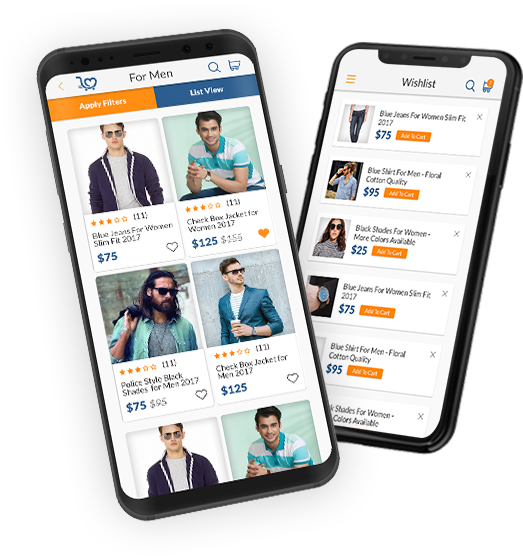 For Men
Apply Filters
List View
(11)
Blue Jeans For Women
Slim Fit 2017
$75
(11)
Check Box Jacket for
Women 2017
$125 $155
(11)
Police Style Black
Shades for Men 2017
$75 $95
(11)
Check Box Jacket for
Men 2017
$125
Wishlist
Blue Jeans For Women Slim Fit
2017
$75 Add To Cart
Blue Shirt For Men - Floral
Cotton Quality
$95 Add To Cart
Black Shades For Women -
More Colors Available
$25 Add To Cart
Blue Jeans For Women Slim Fit
2017
$75 Add To Cart
Blue Shirt For Men - Floral
Cotton Quality
$95 Add To Cart
Shades For Women -
Colors Available
Add To Cart